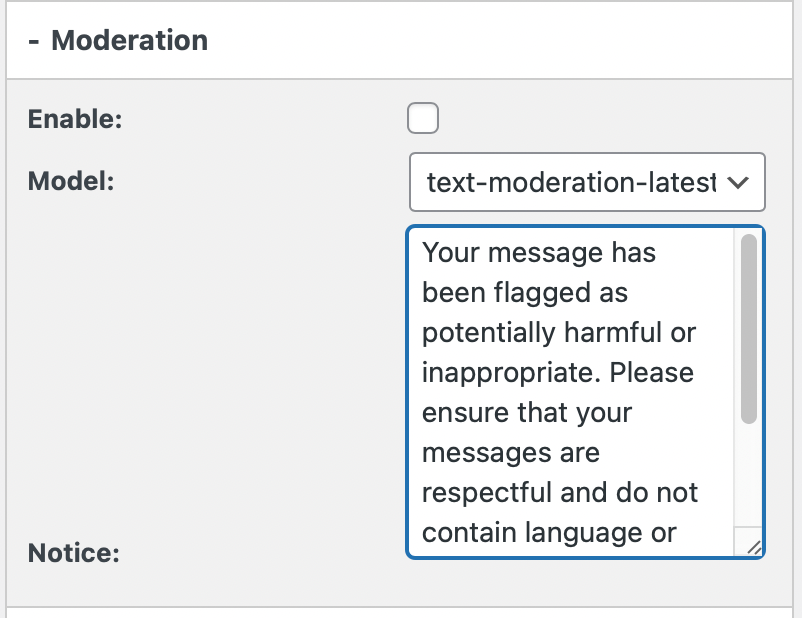 - Moderation
Enable:
Model:
text-moderation-latest
Your message has
been flagged as
potentially harmful or
inappropriate. Please
ensure that your
messages are
respectful and do not
contain language or
Notice: